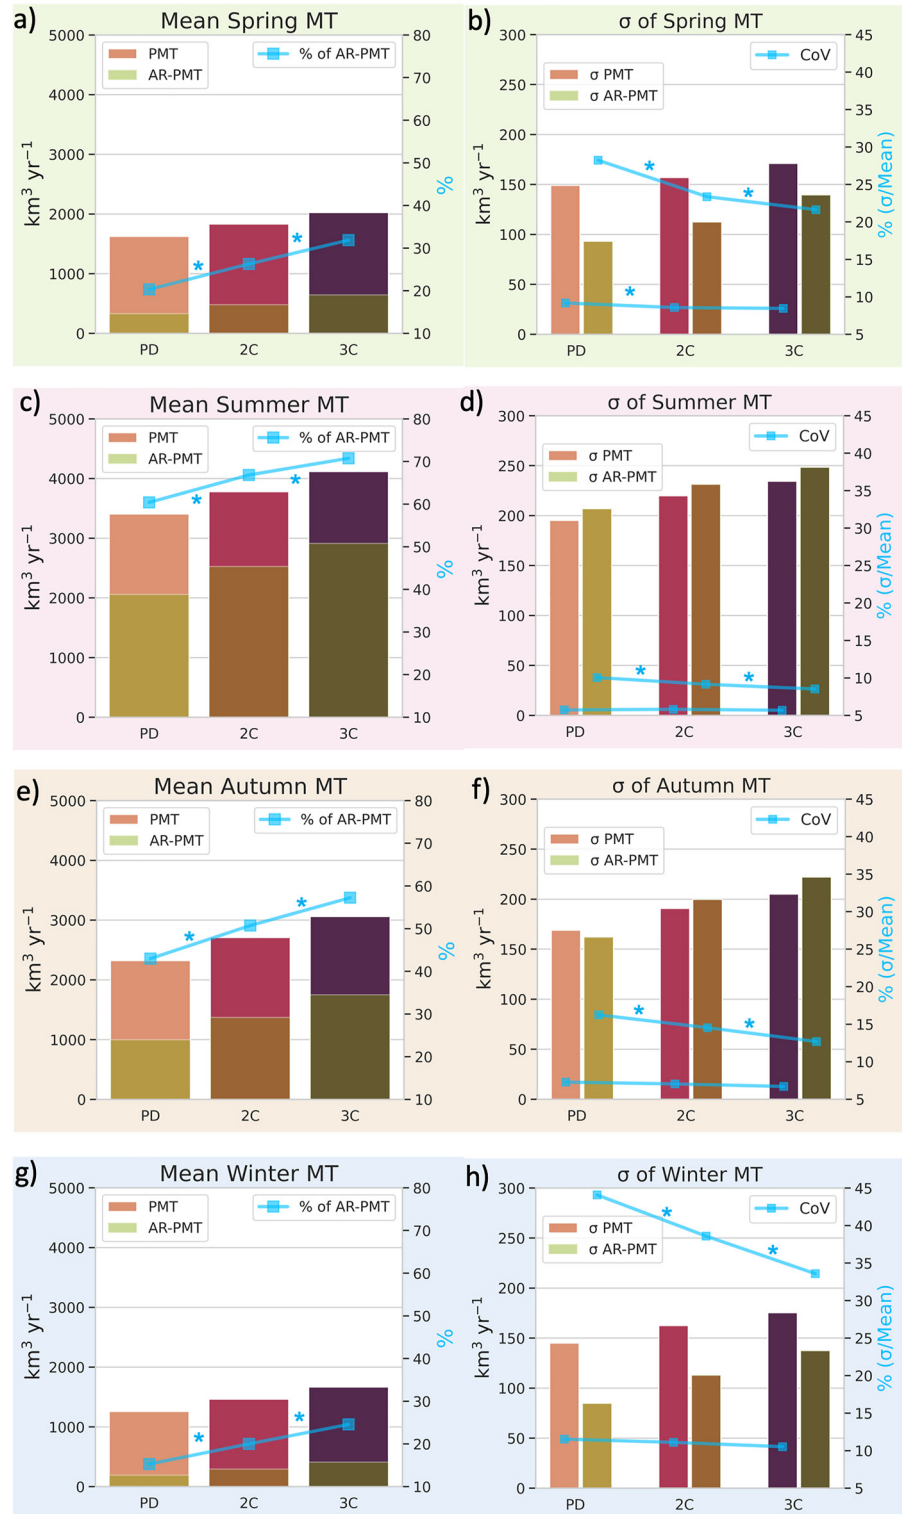 a)
Mean Spring MT
5000
4000
3000
2000
1000
0
km³ yr⁻¹
PMT
AR-PMT
% of AR-PMT
80
70
60
50
40
30
20
10
%
*
*
PD
2C
3C
b)
σ of Spring MT
300
250
200
150
100
50
0
km³ yr⁻¹
σ PMT
σ AR-PMT
CoV
45
40
35
30
25
20
15
10
5
% (σ/Mean)
*
*
*
PD
2C
3C
c)
Mean Summer MT
5000
4000
3000
2000
1000
0
km³ yr⁻¹
PMT
AR-PMT
% of AR-PMT
80
70
60
50
40
30
20
10
%
*
*
PD
2C
3C
d)
σ of Summer MT
300
250
200
150
100
50
0
km³ yr⁻¹
σ PMT
σ AR-PMT
CoV
45
40
35
30
25
20
15
10
5
% (σ/Mean)
*
*
PD
2C
3C
e)
Mean Autumn MT
5000
4000
3000
2000
1000
0
km³ yr⁻¹
PMT
AR-PMT
% of AR-PMT
80
70
60
50
40
30
20
10
%
*
*
PD
2C
3C
f)
σ of Autumn MT
300
250
200
150
100
50
0
km³ yr⁻¹
σ PMT
σ AR-PMT
CoV
45
40
35
30
25
20
15
10
5
% (σ/Mean)
*
*
PD
2C
3C
g)
Mean Winter MT
5000
4000
3000
2000
1000
0
km³ yr⁻¹
PMT
AR-PMT
% of AR-PMT
80
70
60
50
40
30
20
10
%
*
*
PD
2C
3C
h)
σ of Winter MT
300
250
200
150
100
50
0
km³ yr⁻¹
σ PMT
σ AR-PMT
CoV
45
40
35
30
25
20
15
10
5
% (σ/Mean)
*
*
PD
2C
3C